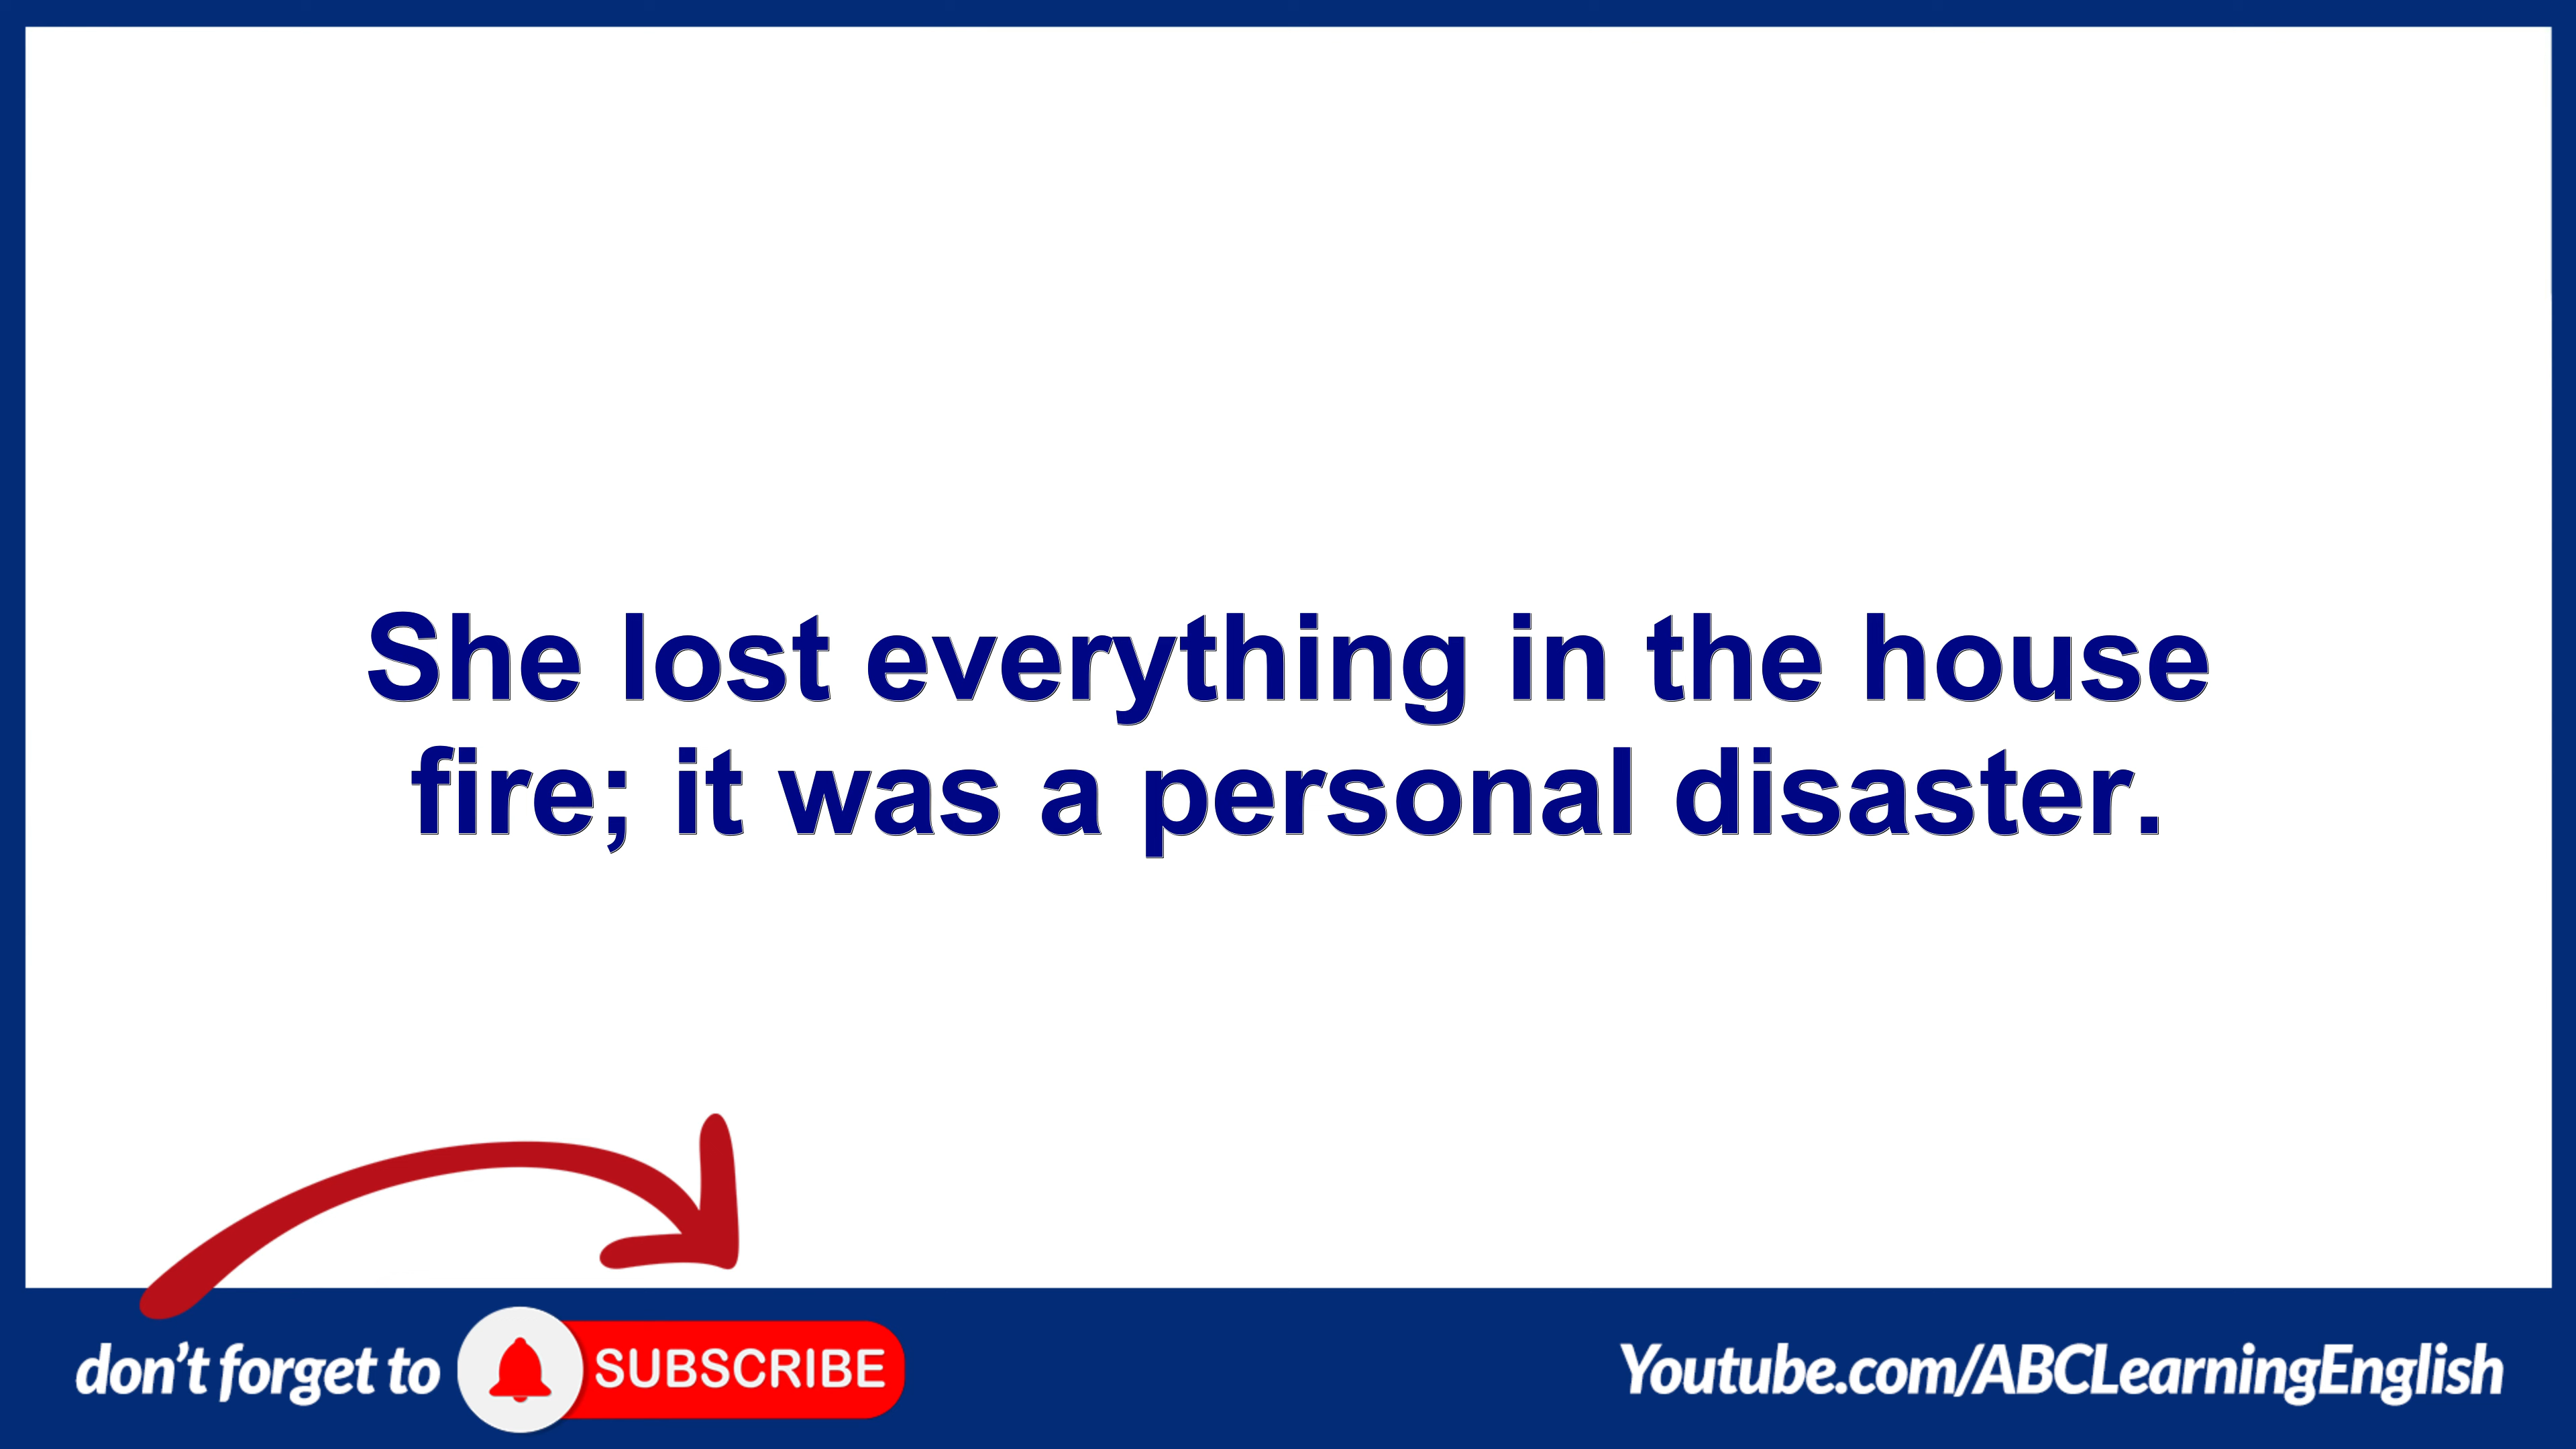 She lost everything in the house
fire; it was a personal disaster.
don't forget to SUBSCRIBE
Youtube.com/ABCLearningEnglish